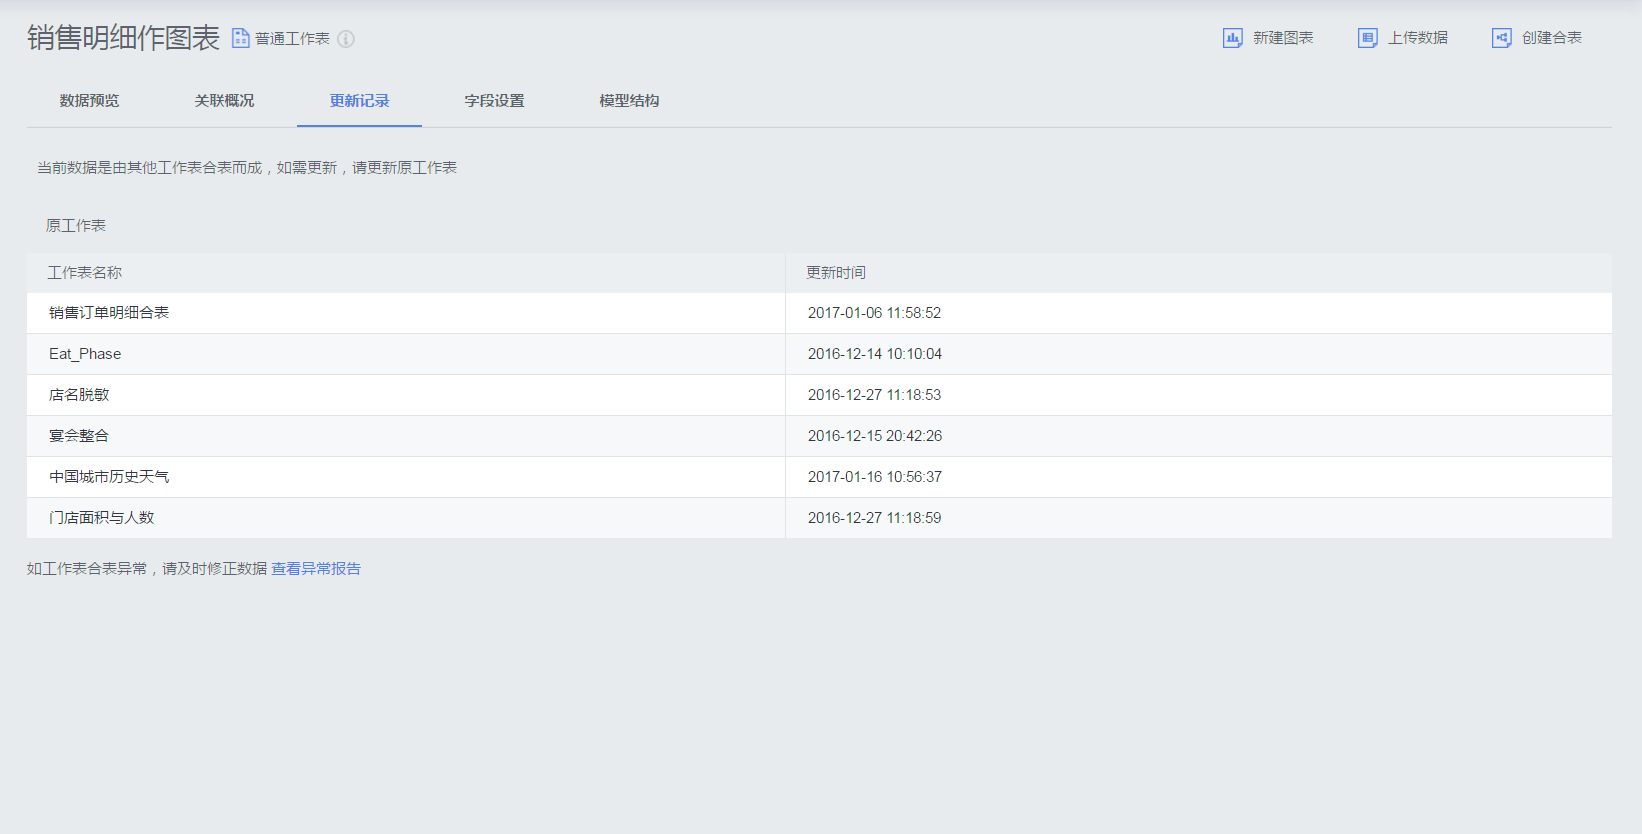 销售明细作图表 普通工作表
新建图表 上传数据 创建合表
数据预览 关联概况 更新记录 字段设置 模型结构
当前数据是由其他工作表合表而成，如需更新，请更新原工作表
原工作表
工作表名称 更新时间
销售订单明细合表 2017-01-06 11:58:52
Eat_Phase 2016-12-14 10:10:04
店名脱敏 2016-12-27 11:18:53
宴会整合 2016-12-15 20:42:26
中国城市历史天气 2017-01-16 10:56:37
门店面积与人数 2016-12-27 11:18:59
如工作表合表异常，请及时修正数据 查看异常报告